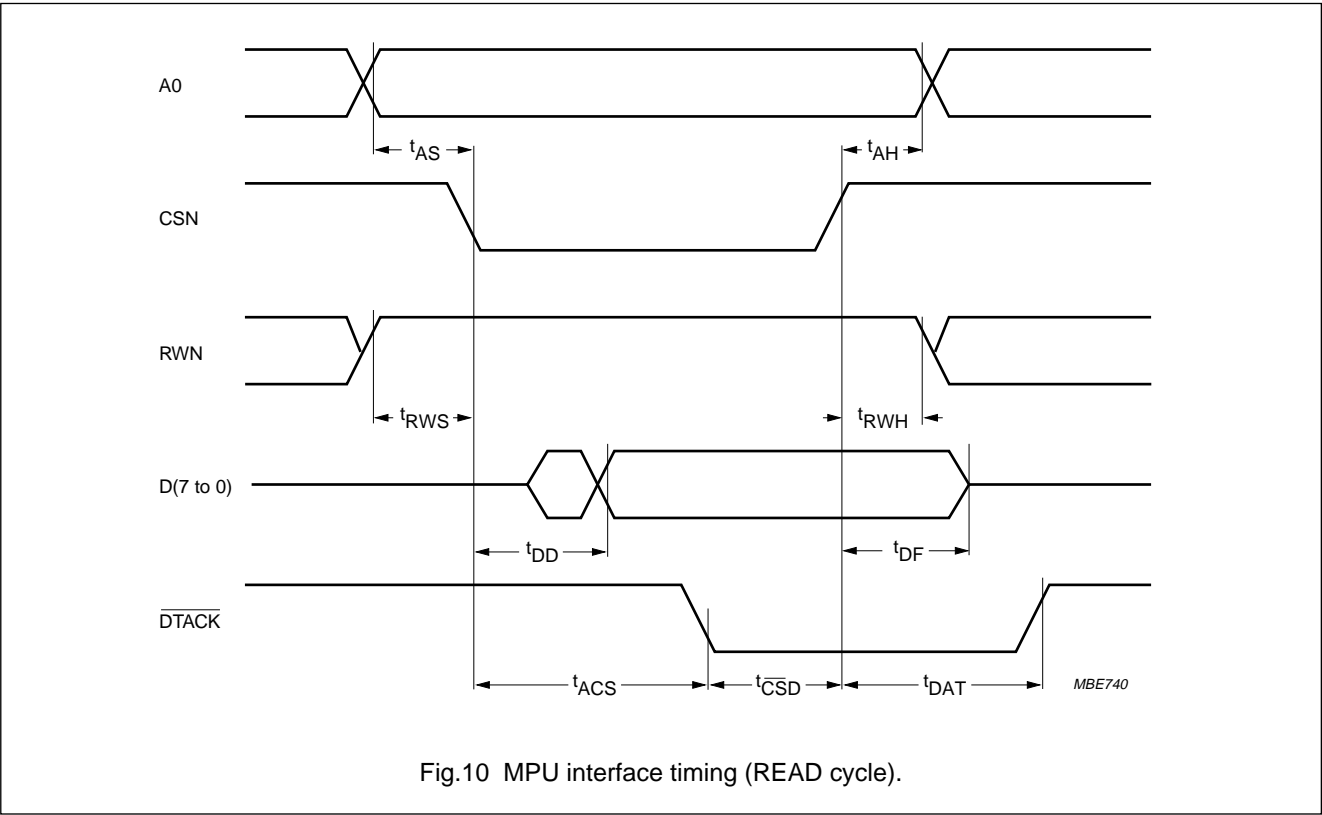 A0
tAS
tAH
CSN
RWN
tRWS
tRWH
D(7 to 0)
tDD
tDF
DTACK
tACS
tCSD
tDAT
MBE740
Fig.10 MPU interface timing (READ cycle).